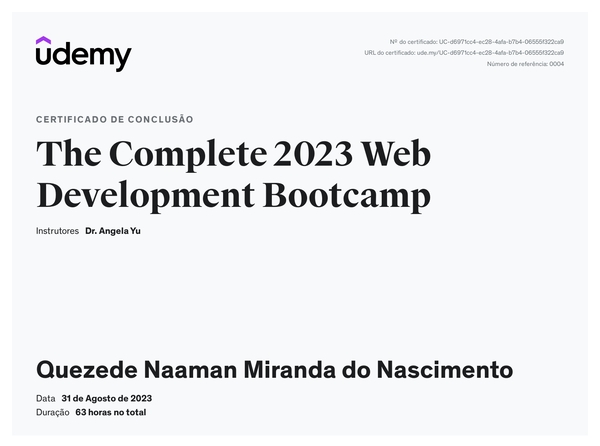 udemy
Nº do certificado: UC-d6971cc4-ec28-4afa-b7b4-06555f322ca9
URL do certificado: ude.my/UC-d6971cc4-ec28-4afa-b7b4-06555f322ca9
Número de referência: 0004
CERTIFICADO DE CONCLUSÃO
The Complete 2023 Web
Development Bootcamp
Instrutores Dr. Angela Yu
Quezede Naaman Miranda do Nascimento
Data 31 de Agosto de 2023
Duração 63 horas no total